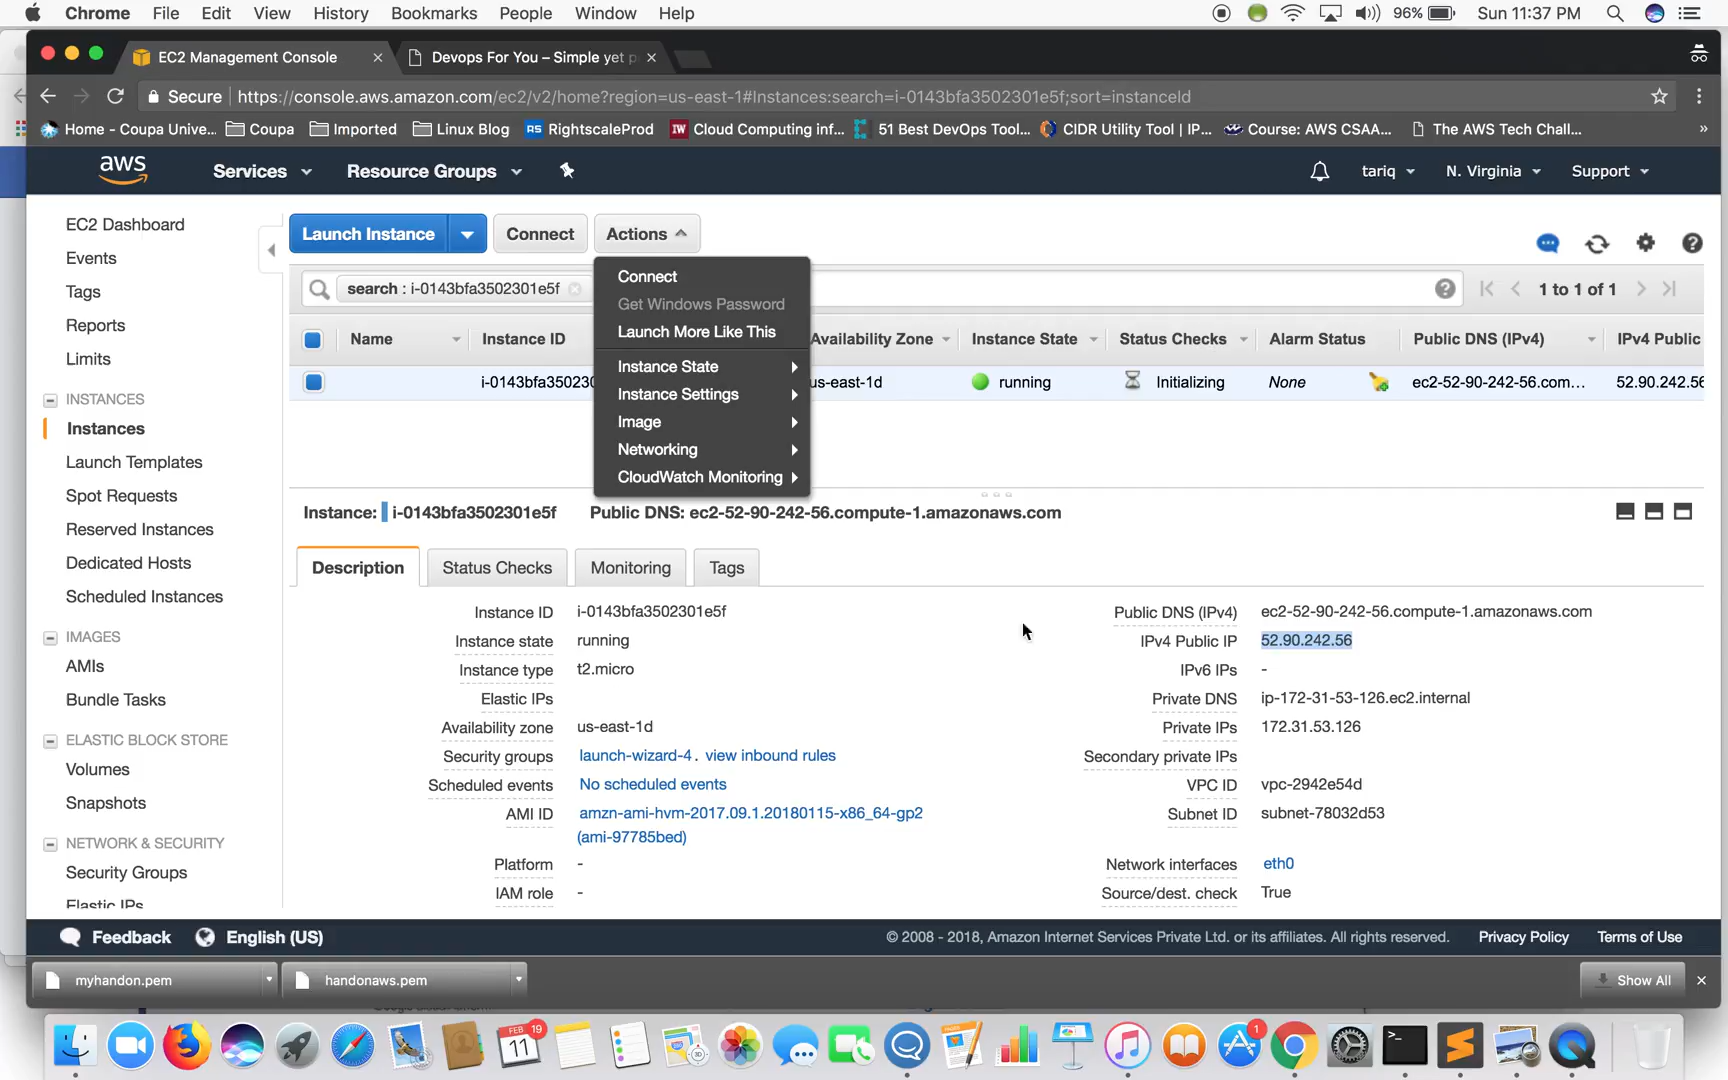 Chrome File Edit View History Bookmarks People Window Help 96% Sun 11:37 PM
EC2 Management Console Devops For You – Simple yet p
Secure https://console.aws.amazon.com/ec2/v2/home?region=us-east-1#Instances:search=i-0143bfa3502301e5f;sort=instanceId
Home - Coupa Unive... Coupa Imported Linux Blog RS RightscaleProd IW Cloud Computing inf... 51 Best DevOps Tool... CIDR Utility Tool | IP... Course: AWS CSAA... The AWS Tech Chall... »
aws Services Resource Groups tariq N. Virginia Support
EC2 Dashboard
Events
Tags
Reports
Limits
INSTANCES
Instances
Launch Templates
Spot Requests
Reserved Instances
Dedicated Hosts
Scheduled Instances
IMAGES
AMIs
Bundle Tasks
ELASTIC BLOCK STORE
Volumes
Snapshots
NETWORK & SECURITY
Security Groups
Elastic IPs
Launch Instance Connect Actions
search : i-0143bfa3502301e5f 1 to 1 of 1
Connect
Get Windows Password
Launch More Like This
Instance State
Instance Settings
Image
Networking
CloudWatch Monitoring
Name Instance ID Availability Zone Instance State Status Checks Alarm Status Public DNS (IPv4) IPv4 Public
i-0143bfa35023 us-east-1d running Initializing None ec2-52-90-242-56.com... 52.90.242.56
Instance: i-0143bfa3502301e5f Public DNS: ec2-52-90-242-56.compute-1.amazonaws.com
Description Status Checks Monitoring Tags
Instance ID i-0143bfa3502301e5f
Instance state running
Instance type t2.micro
Elastic IPs
Availability zone us-east-1d
Security groups launch-wizard-4. view inbound rules
Scheduled events No scheduled events
AMI ID amzn-ami-hvm-2017.09.1.20180115-x86_64-gp2
(ami-97785bed)
Platform -
IAM role -
Public DNS (IPv4) ec2-52-90-242-56.compute-1.amazonaws.com
IPv4 Public IP 52.90.242.56
IPv6 IPs -
Private DNS ip-172-31-53-126.ec2.internal
Private IPs 172.31.53.126
Secondary private IPs
VPC ID vpc-2942e54d
Subnet ID subnet-78032d53
Network interfaces eth0
Source/dest. check True
Feedback English (US) © 2008 - 2018, Amazon Internet Services Private Ltd. or its affiliates. All rights reserved. Privacy Policy Terms of Use
myhandon.pem handonaws.pem Show All
FEB 19
11
1